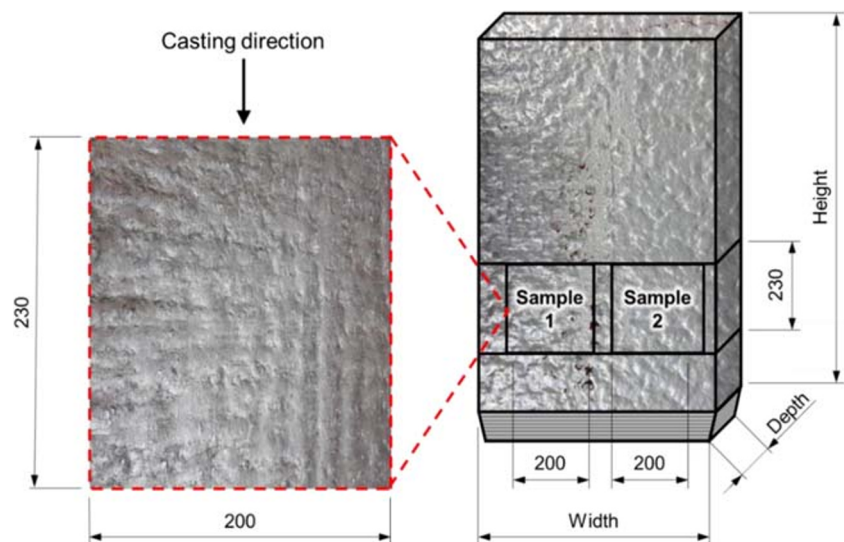 Casting direction
230
200
Sample
1
Sample
2
200
200
Width
230
Height
Depth